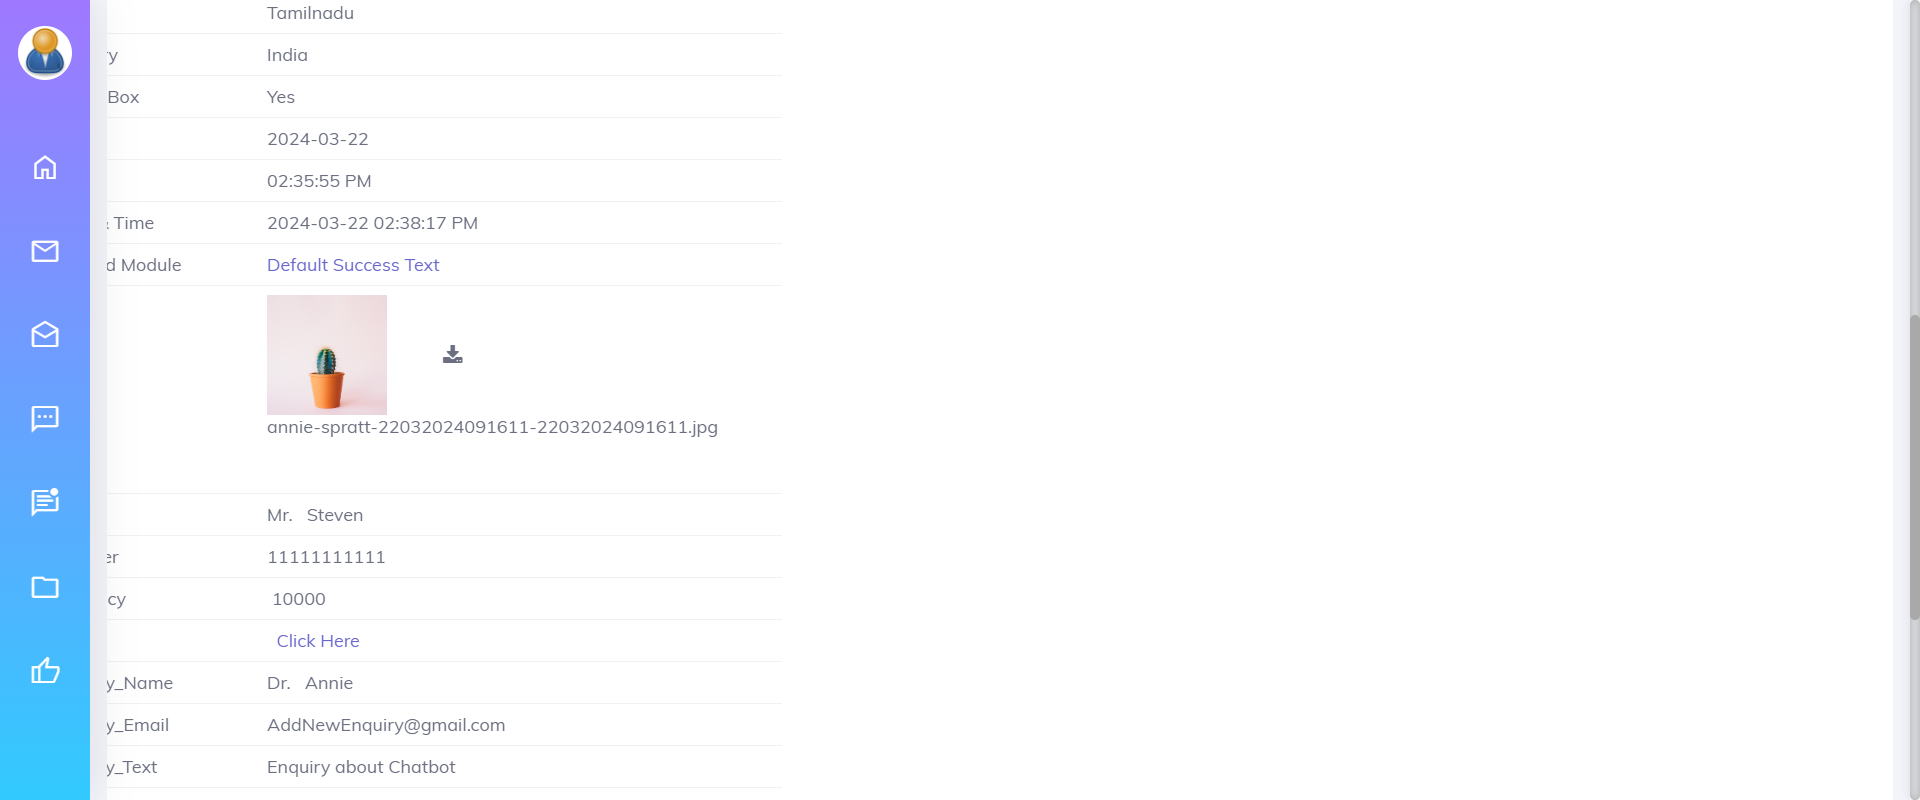 Tamilnadu
India
Box Yes
2024-03-22
02:35:55 PM
Time 2024-03-22 02:38:17 PM
d Module Default Success Text
annie-spratt-22032024091611-22032024091611.jpg
Mr. Steven
er 11111111111
cy 10000
Click Here
y_Name Dr. Annie
y_Email AddNewEnquiry@gmail.com
y_Text Enquiry about Chatbot